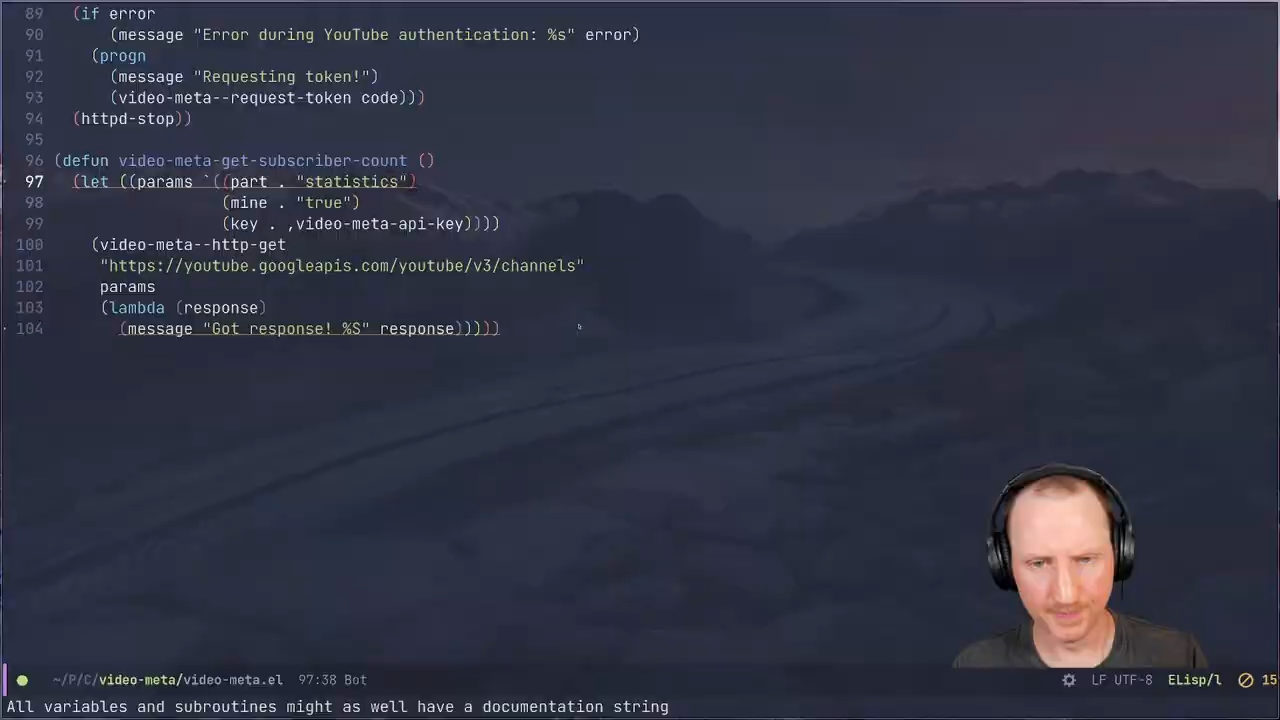 89 (if error
90 (message "Error during YouTube authentication: %s" error)
91 (progn
92 (message "Requesting token!")
93 (video-meta--request-token code)))
94 (httpd-stop))
95
96 (defun video-meta-get-subscriber-count ()
97 (let ((params `((part . "statistics")
98 (mine . "true")
99 (key . ,video-meta-api-key))))
100 (video-meta--http-get
101 "https://youtube.googleapis.com/youtube/v3/channels"
102 params
103 (lambda (response)
104 (message "Got response! %S" response)))))
~/P/C/video-meta/video-meta.el 97:38 Bot LF UTF-8 ELisp/l 15
All variables and subroutines might as well have a documentation string